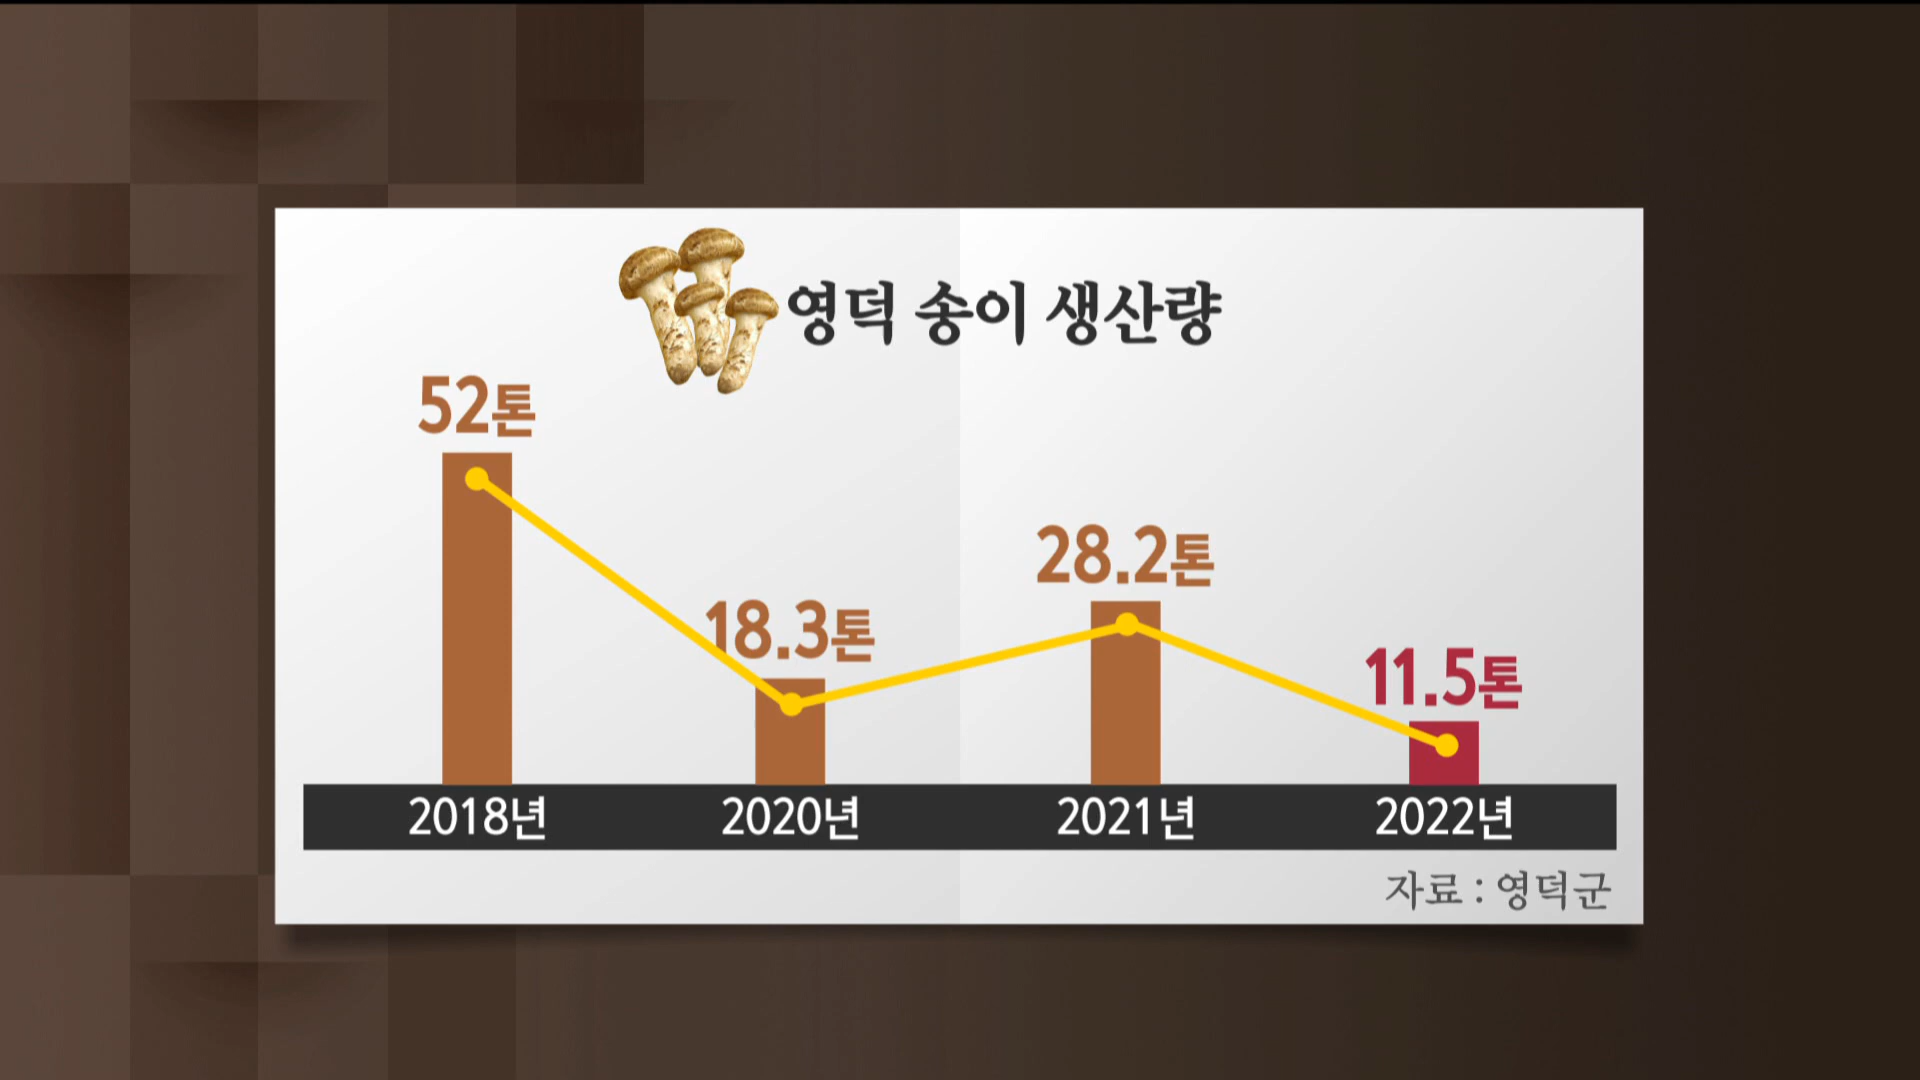 영덕 송이 생산량
52톤
18.3톤
28.2톤
11.5톤
2018년
2020년
2021년
2022년
자료 : 영덕군